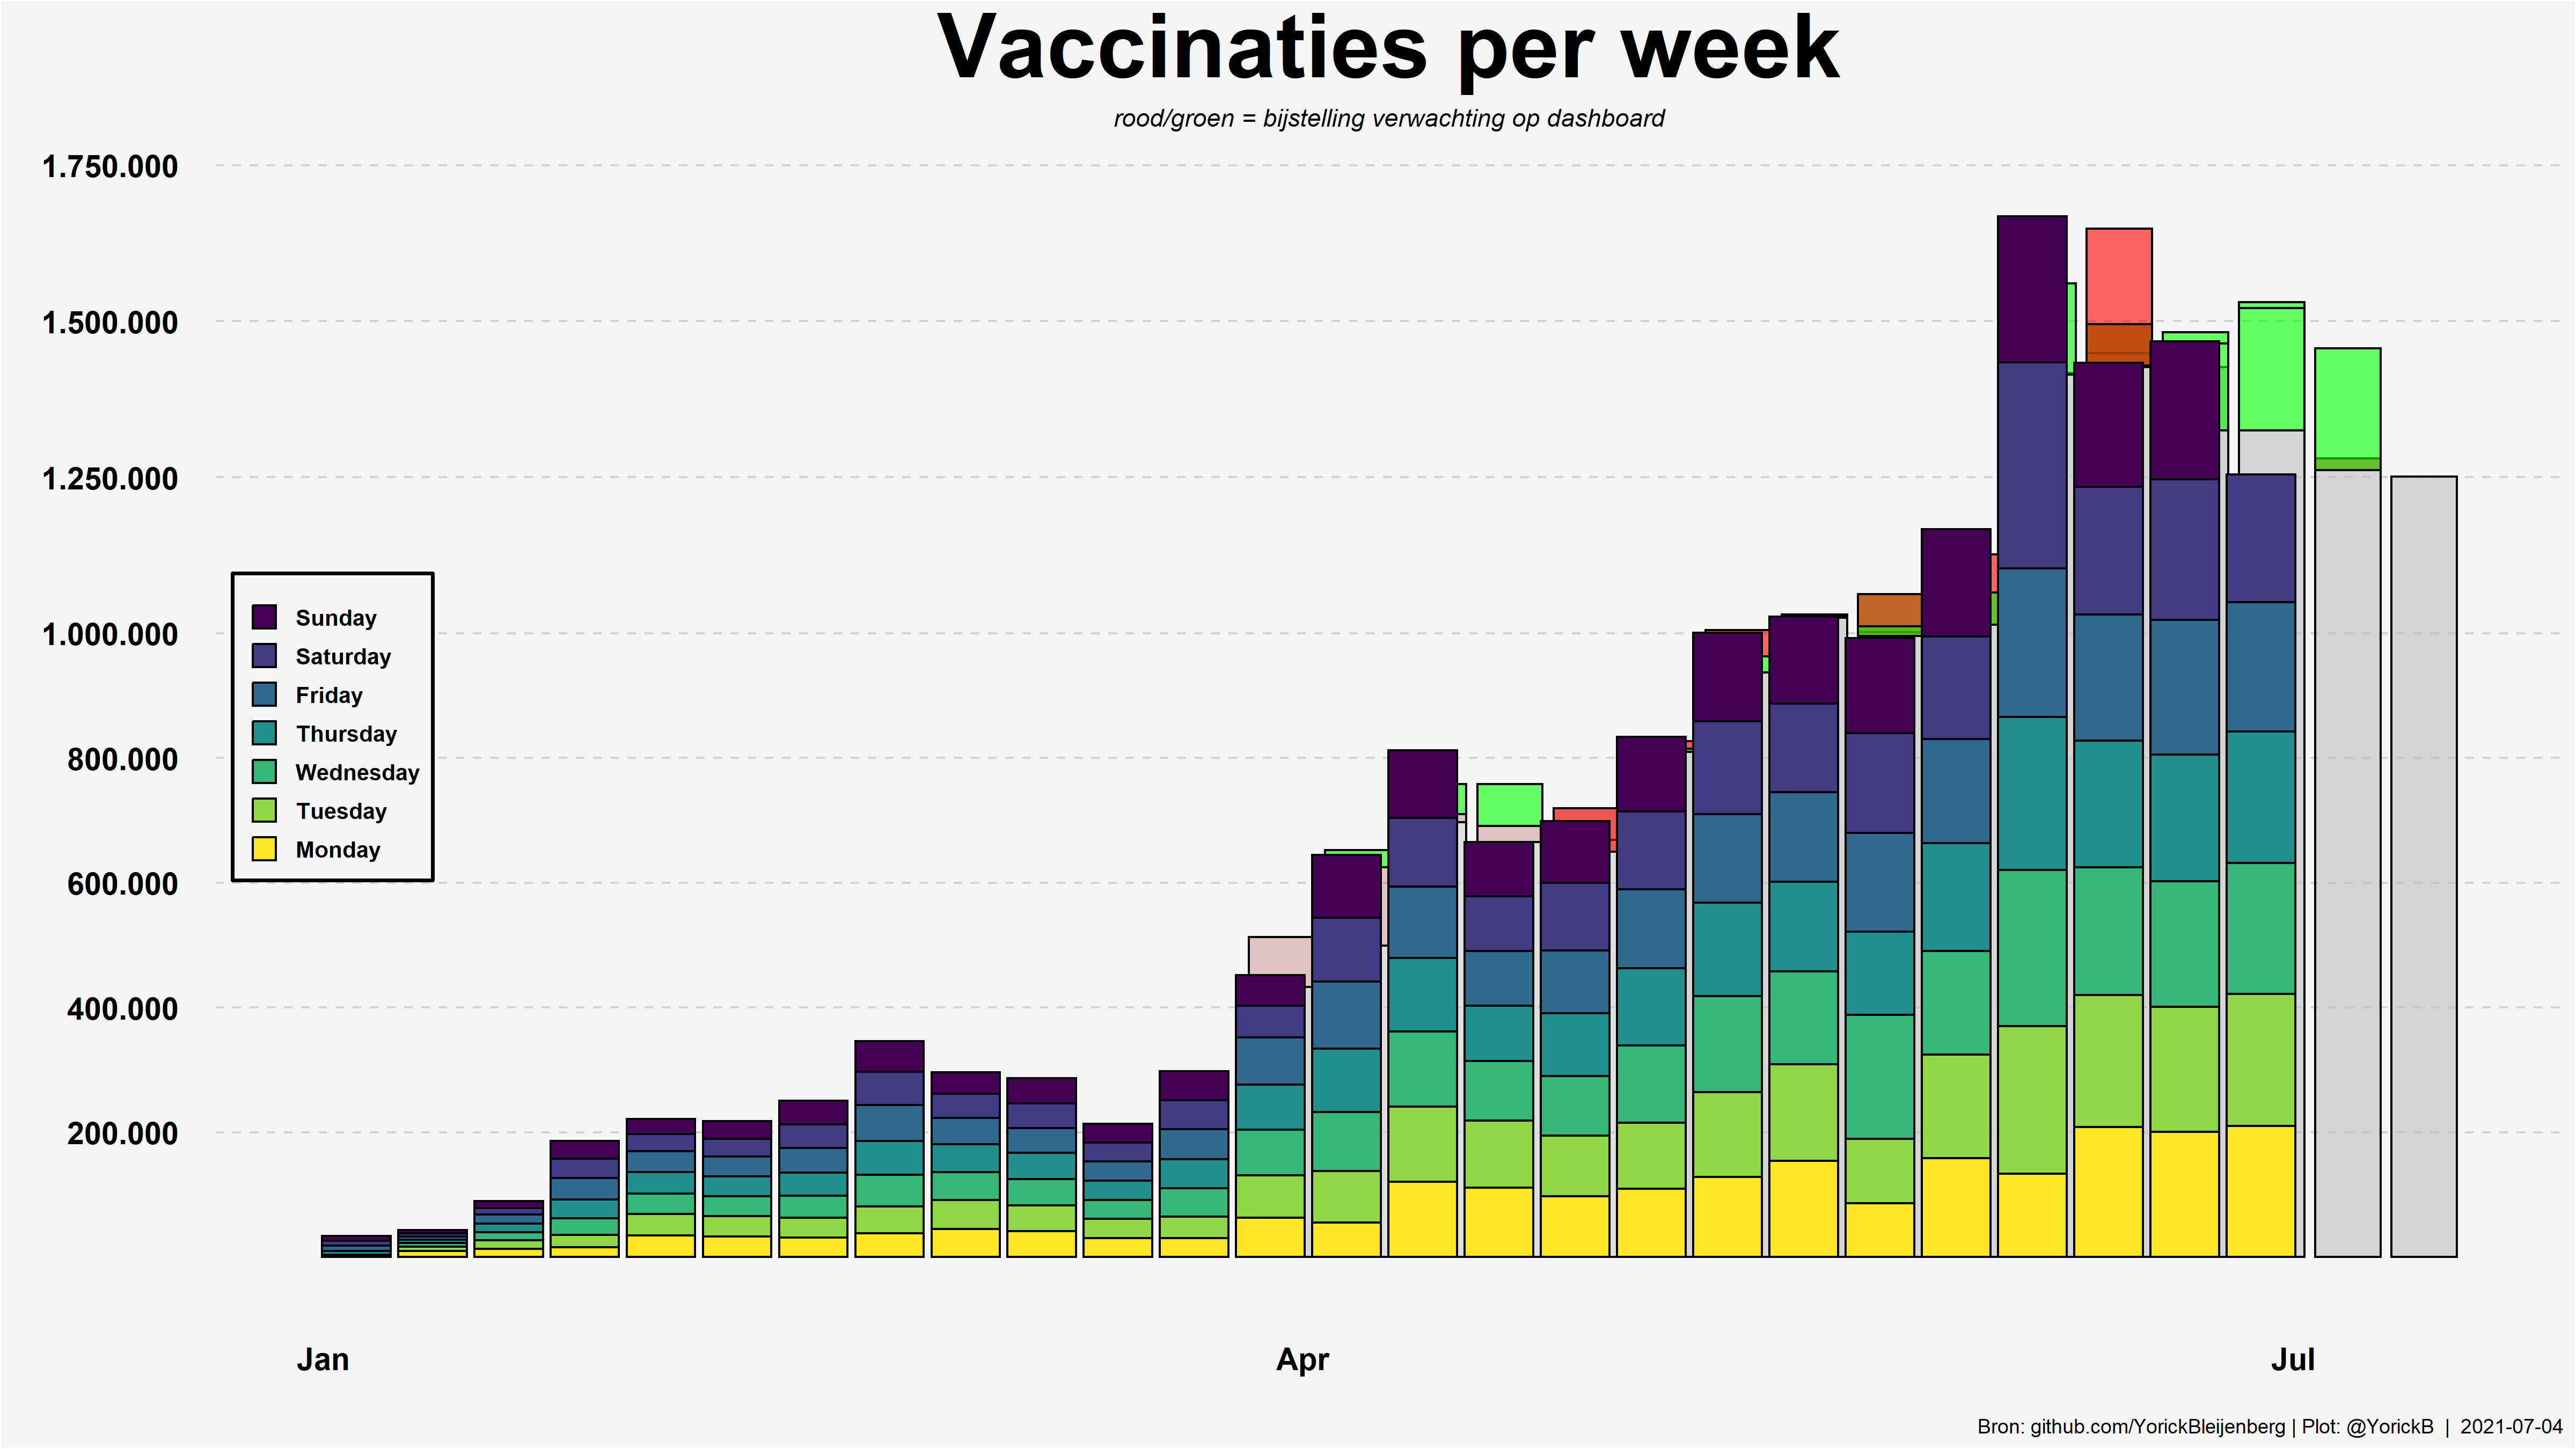 Vaccinaties per week
rood/groen = bijstelling verwachting op dashboard
1.750.000
1.500.000
1.250.000
1.000.000
800.000
600.000
400.000
200.000
Sunday
Saturday
Friday
Thursday
Wednesday
Tuesday
Monday
Jan
Apr
Jul
Bron: github.com/YorickBleijenberg | Plot: @YorickB | 2021-07-04